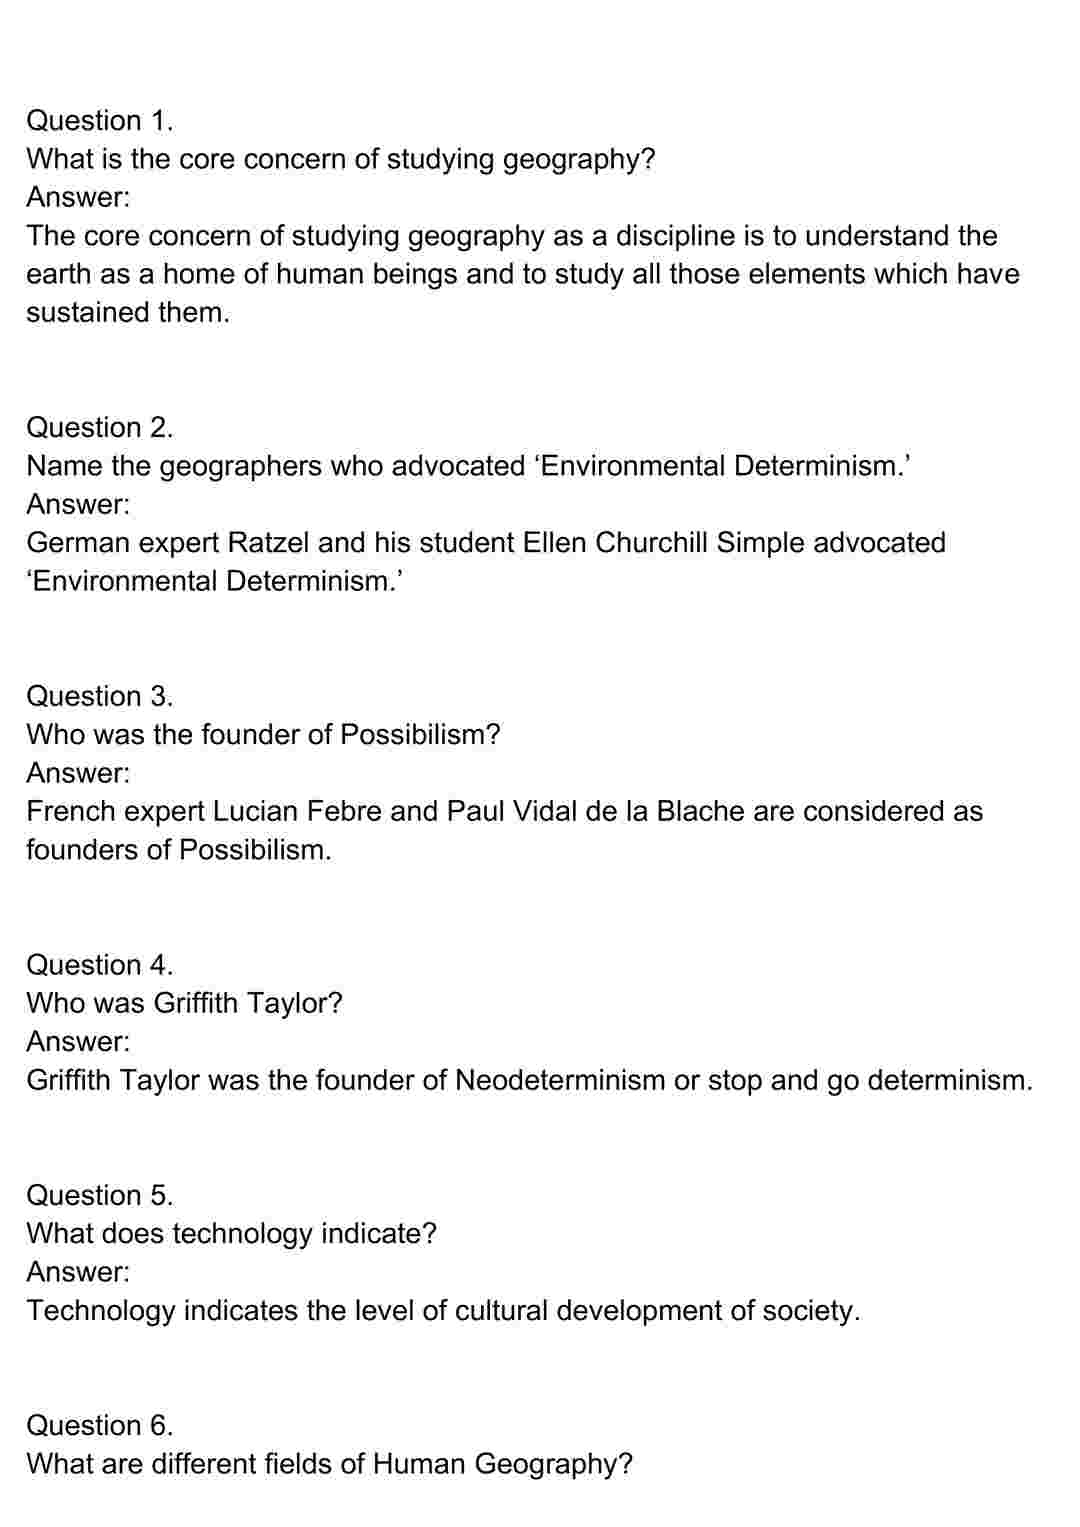 Question 1.
What is the core concern of studying geography?
Answer:
The core concern of studying geography as a discipline is to understand the
earth as a home of human beings and to study all those elements which have
sustained them.
Question 2.
Name the geographers who advocated ‘Environmental Determinism.’
Answer:
German expert Ratzel and his student Ellen Churchill Simple advocated
‘Environmental Determinism.’
Question 3.
Who was the founder of Possibilism?
Answer:
French expert Lucian Febre and Paul Vidal de la Blache are considered as
founders of Possibilism.
Question 4.
Who was Griffith Taylor?
Answer:
Griffith Taylor was the founder of Neodeterminism or stop and go determinism.
Question 5.
What does technology indicate?
Answer:
Technology indicates the level of cultural development of society.
Question 6.
What are different fields of Human Geography?